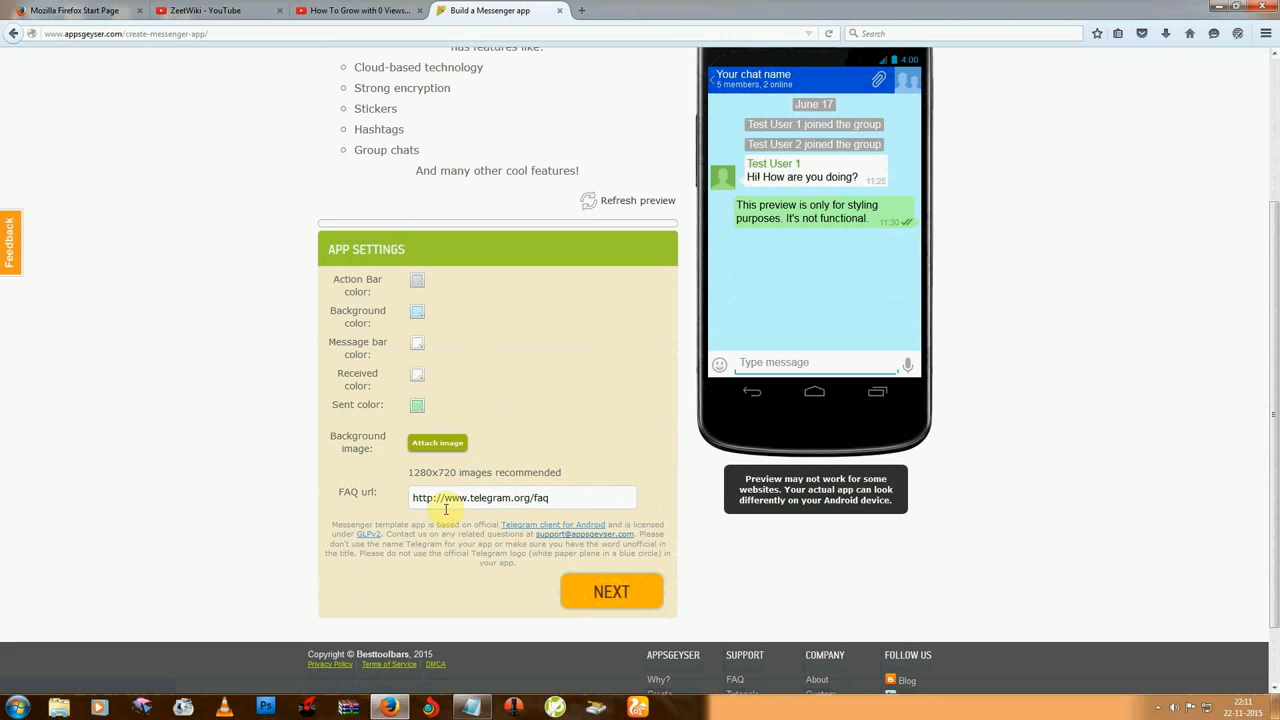 Mozilla Firefox Start Page
ZeetWiki - YouTube
How To Grow with 0 Views...
Build a Messenger app
www.appsgeyser.com/create-messenger-app/
Search
has features like:
Cloud-based technology
Strong encryption
Stickers
Hashtags
Group chats
And many other cool features!
Refresh preview
APP SETTINGS
Action Bar
color:
Background
color:
Message bar
color:
Received
color:
Sent color:
Background
image:
Attach image
1280x720 images recommended
FAQ url:
http://www.telegram.org/faq
Messenger template app is based on official Telegram client for Android and is licensed
under GLPv2. Contact us on any related questions at support@appsgeyser.com. Please
don't use the name Telegram for your app or make sure you have the word unofficial in
the title. Please do not use the official Telegram logo (white paper plane in a blue circle) in
your app.
NEXT
4:00
Your chat name
5 members, 2 online
June 17
Test User 1 joined the group
Test User 2 joined the group
Test User 1
Hi! How are you doing?
11:25
This preview is only for styling
purposes. It's not functional.
11:30
Type message
Preview may not work for some
websites. Your actual app can look
differently on your Android device.
Feedback
Copyright © Besttoolbars, 2015
Privacy Policy
Terms of Service
DMCA
APPSGEYSER
Why?
SUPPORT
FAQ
COMPANY
About
FOLLOW US
Blog
Ps
22:11
22-11-2015